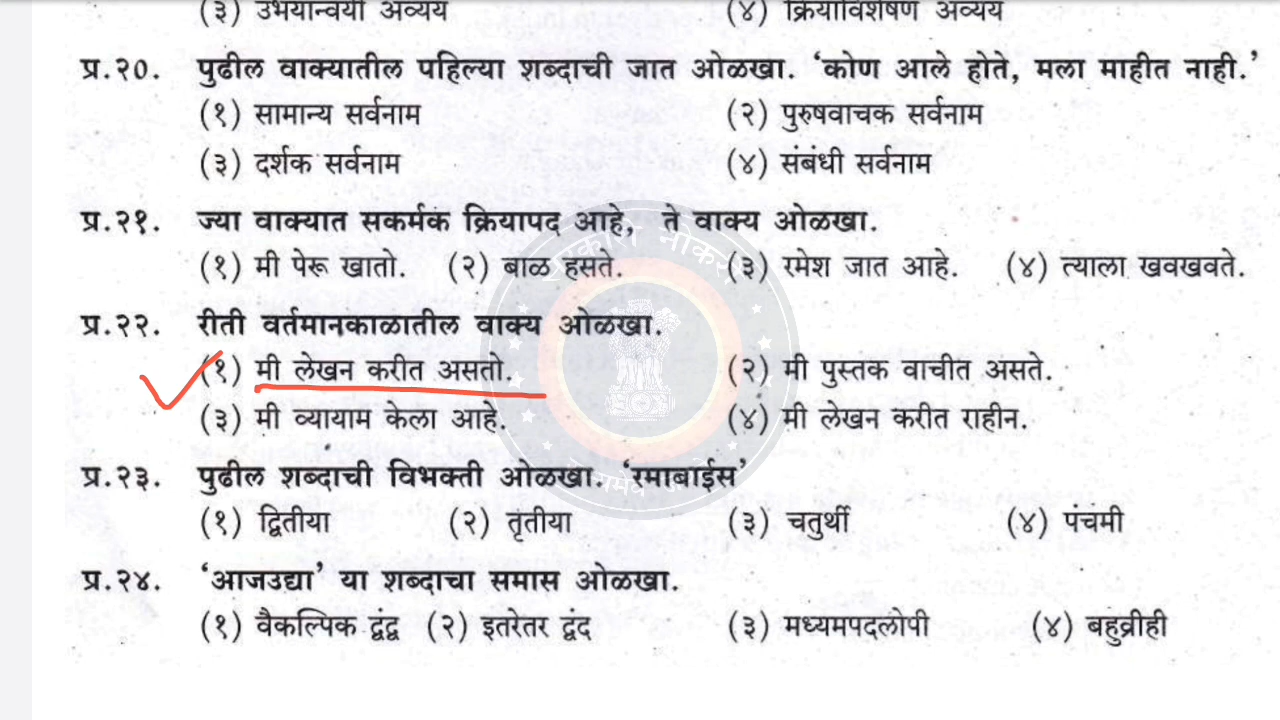 (३) उभयान्वयी अव्यय (४) क्रियाविशेषण अव्यय
प्र.२०. पुढील वाक्यातील पहिल्या शब्दाची जात ओळखा. ‘कोण आले होते, मला माहीत नाही.’
(१) सामान्य सर्वनाम (२) पुरुषवाचक सर्वनाम
(३) दर्शक सर्वनाम (४) संबंधी सर्वनाम
प्र.२१. ज्या वाक्यात सकर्मक क्रियापद आहे, ते वाक्य ओळखा.
(१) मी पेरू खातो. (२) बाळ हसते. (३) रमेश जात आहे. (४) त्याला खवखवते.
प्र.२२. रीती वर्तमानकाळातील वाक्य ओळखा.
(१) मी लेखन करीत असतो. (२) मी पुस्तक वाचीत असते.
(३) मी व्यायाम केला आहे. (४) मी लेखन करीत राहीन.
प्र.२३. पुढील शब्दाची विभक्ती ओळखा. ‘रमाबाईस’
(१) द्वितीया (२) तृतीया (३) चतुर्थी (४) पंचमी
प्र.२४. ‘आजउद्या’ या शब्दाचा समास ओळखा.
(१) वैकल्पिक द्वंद्व (२) इतरेतर द्वंद (३) मध्यमपदलोपी (४) बहुव्रीही